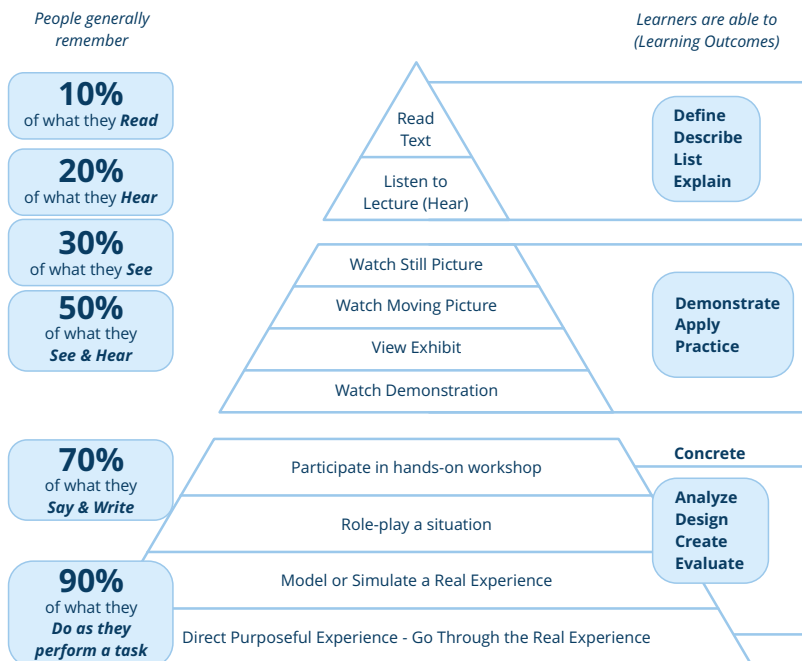 People generally
remember
10%
of what they Read
20%
of what they Hear
30%
of what they See
50%
of what they
See & Hear
70%
of what they
Say & Write
90%
of what they
Do as they
perform a task
Read
Text
Listen to
Lecture (Hear)
Watch Still Picture
Watch Moving Picture
View Exhibit
Watch Demonstration
Participate in hands-on workshop
Role-play a situation
Model or Simulate a Real Experience
Direct Purposeful Experience - Go Through the Real Experience
Learners are able to
(Learning Outcomes)
Define
Describe
List
Explain
Demonstrate
Apply
Practice
Concrete
Analyze
Design
Create
Evaluate